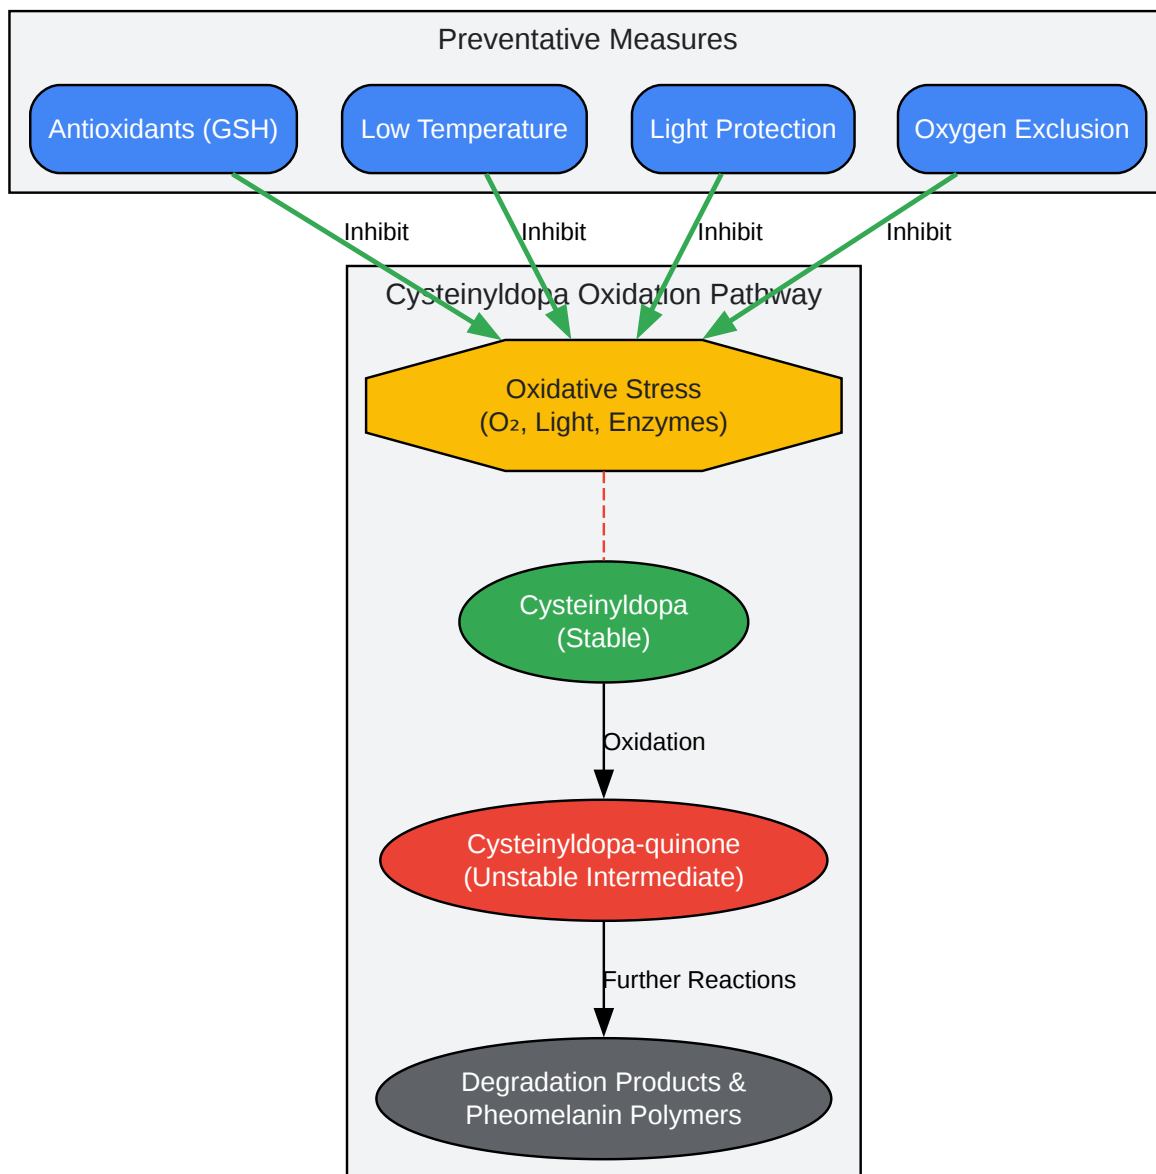 Preventative Measures
Antioxidants (GSH)
Low Temperature
Light Protection
Oxygen Exclusion
Inhibit
Inhibit
Inhibit
Inhibit
Cysteinyldopa Oxidation Pathway
Oxidative Stress
(O₂, Light, Enzymes)
Cysteinyldopa
(Stable)
Oxidation
Cysteinyldopa-quinone
(Unstable Intermediate)
Further Reactions
Degradation Products &
Pheomelanin Polymers